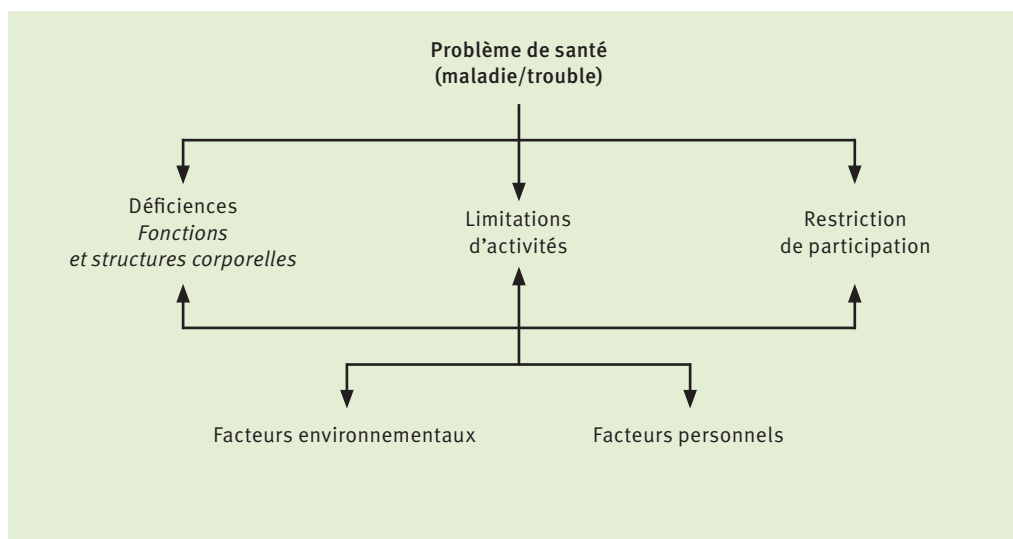 Problème de santé
(maladie/trouble)
Déficiences
Fonctions
et structures corporelles
Limitations
d'activités
Restriction
de participation
Facteurs environnementaux
Facteurs personnels